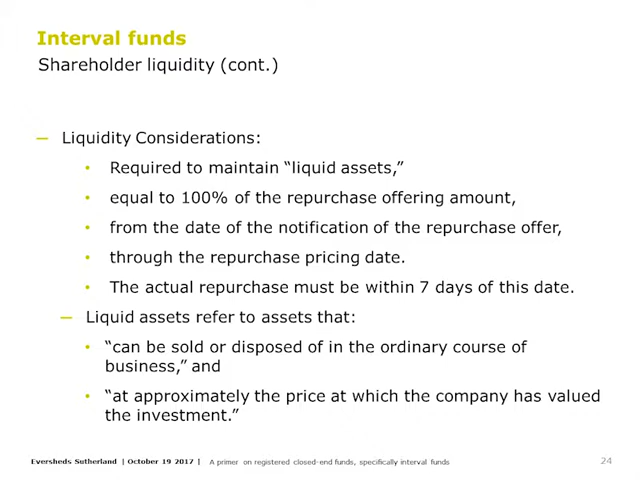 Interval funds
Shareholder liquidity (cont.)
— Liquidity Considerations:
• Required to maintain “liquid assets,”
• equal to 100% of the repurchase offering amount,
• from the date of the notification of the repurchase offer,
• through the repurchase pricing date.
• The actual repurchase must be within 7 days of this date.
— Liquid assets refer to assets that:
• “can be sold or disposed of in the ordinary course of
business,” and
• “at approximately the price at which the company has valued
the investment.”
Eversheds Sutherland | October 19 2017 | A primer on registered closed-end funds, specifically interval funds 24